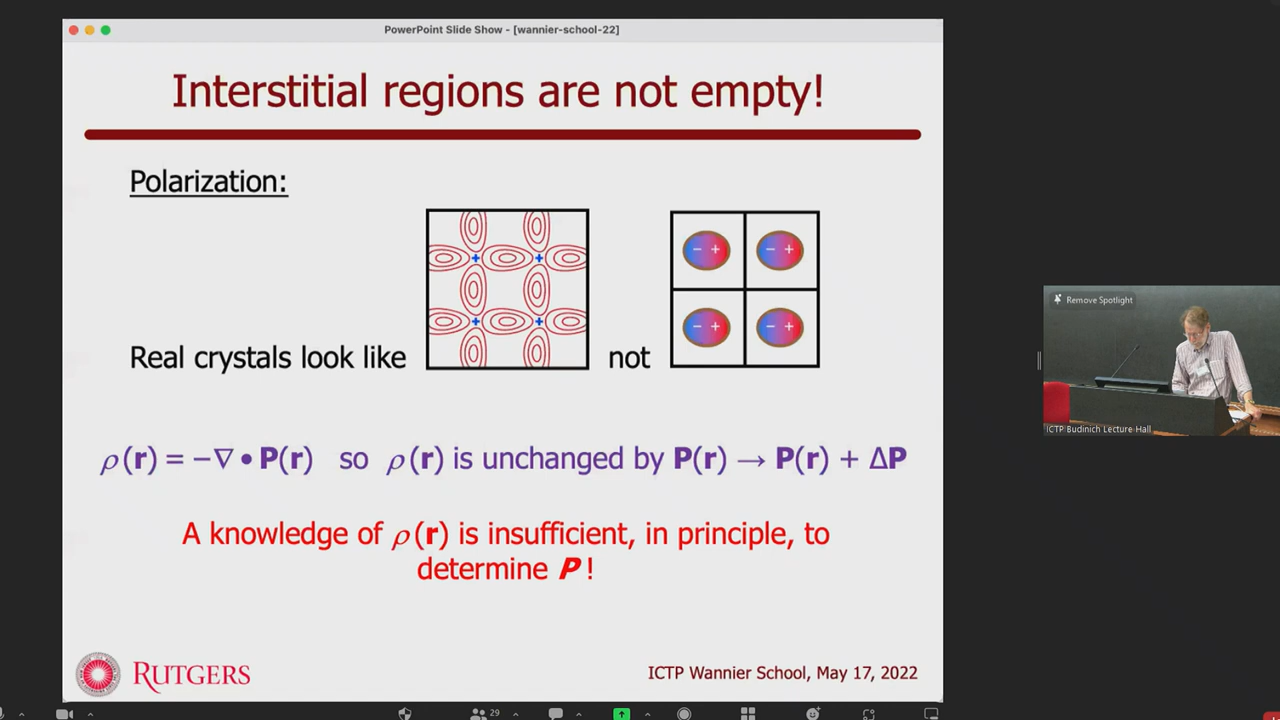 PowerPoint Slide Show - [wannier-school-22]
Interstitial regions are not empty!
Polarization:
Real crystals look like
not
− +
− +
− +
− +
ρ(r) = −∇ • P(r) so ρ(r) is unchanged by P(r) → P(r) + ΔP
A knowledge of ρ(r) is insufficient, in principle, to
determine P !
RUTGERS
ICTP Wannier School, May 17, 2022
Remove Spotlight
ICTP Budinich Lecture Hall
29